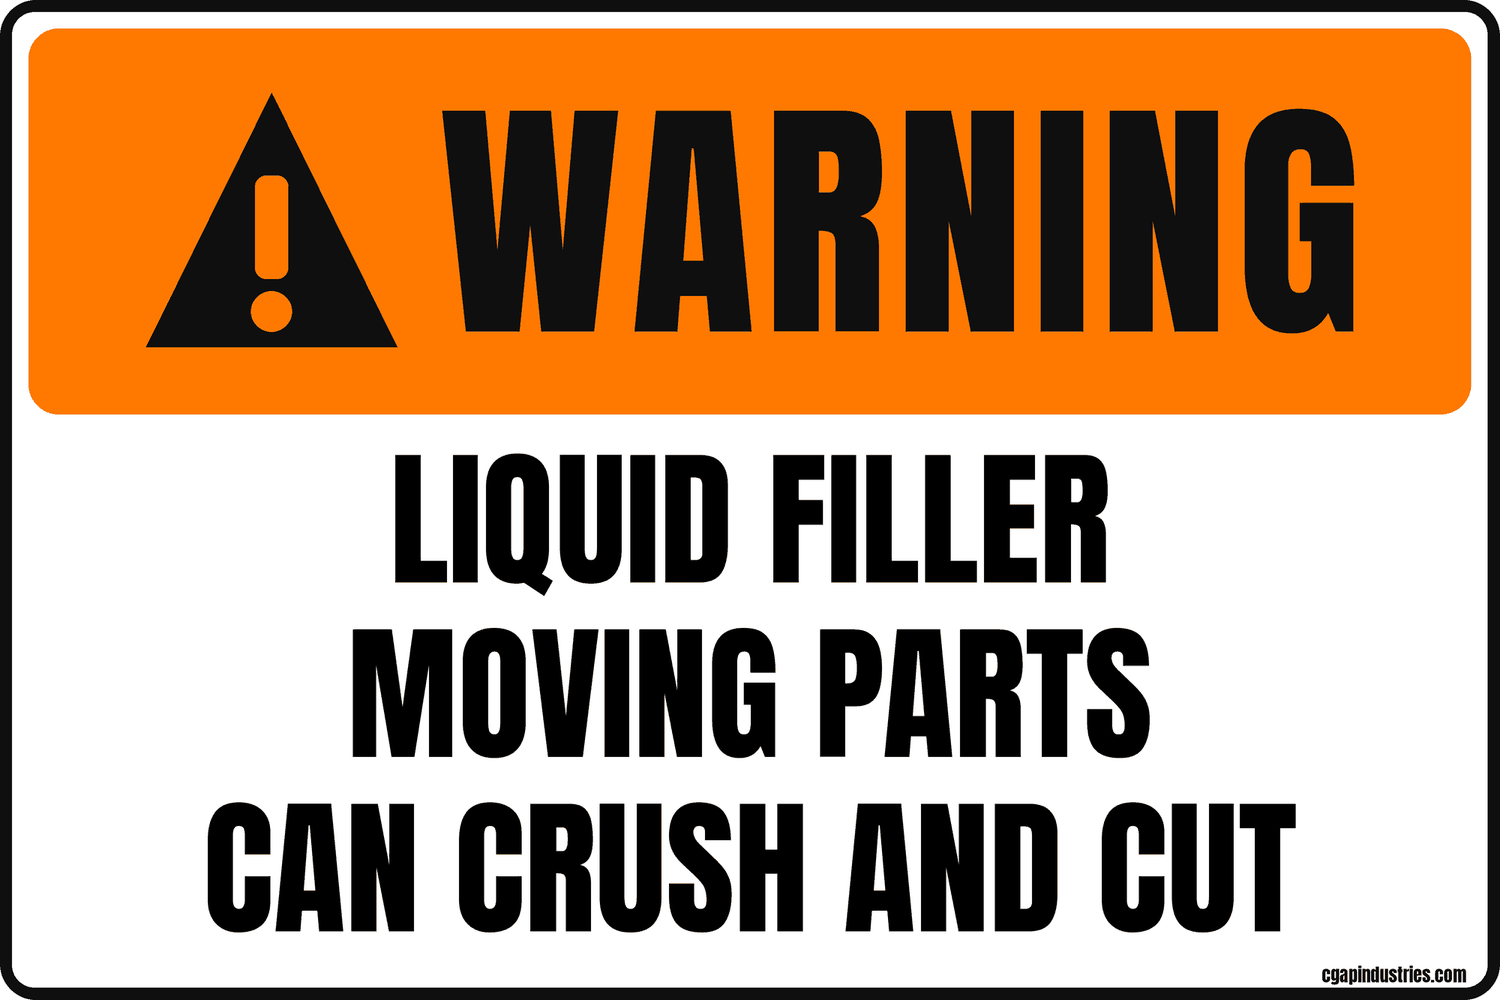 WARNING
LIQUID FILLER
MOVING PARTS
CAN CRUSH AND CUT
cgapindustries.com